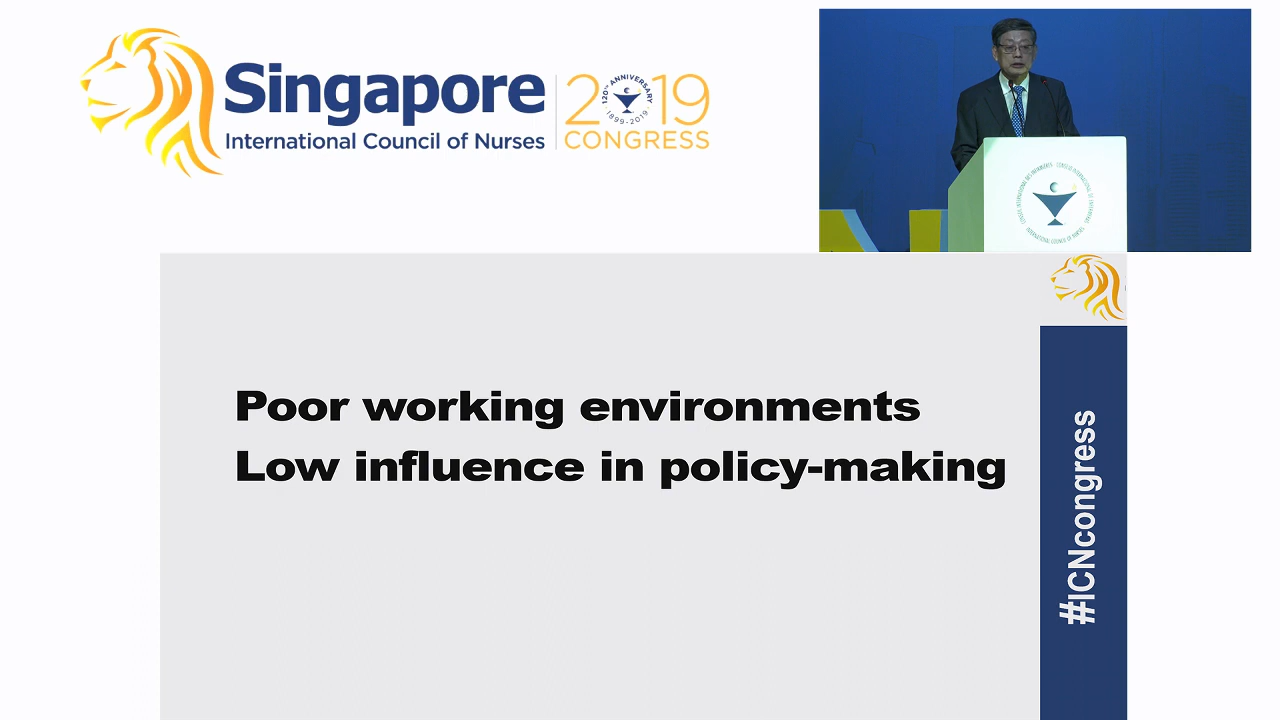 Singapore
International Council of Nurses
2019
120TH ANNIVERSARY
1899-2019
CONGRESS
Poor working environments
Low influence in policy-making
#ICNcongress